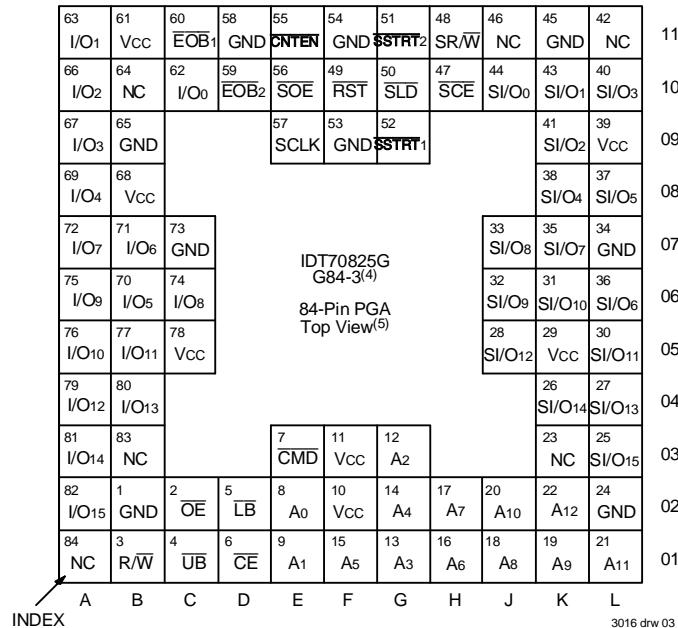 63 61 60 58 55 54 51 48 46 45 42
I/O1 VCC EOB1 GND CNTEN GND SSTRT2 SR/W NC GND NC 11
66 64 62 59 56 49 50 47 44 43 40
I/O2 NC I/O0 EOB2 SOE RST SLD SCE SI/O0 SI/O1 SI/O3 10
67 65 57 53 52 41 39
I/O3 GND SCLK GND SSTRT1 SI/O2 VCC 09
69 68 38 37
I/O4 VCC SI/O4 SI/O5 08
72 71 73 33 35 34
I/O7 I/O6 GND SI/O8 SI/O7 GND 07
IDT70825G
G84-3(4)
75 70 74 32 31 36
I/O9 I/O5 I/O8 SI/O9 SI/O10 SI/O6 06
84-Pin PGA
Top View(5)
76 77 78 28 29 30
I/O10 I/O11 VCC SI/O12 VCC SI/O11 05
79 80 26 27
I/O12 I/O13 SI/O14 SI/O13 04
81 83 7 11 12 23 25
I/O14 NC CMD VCC A2 NC SI/O15 03
82 1 2 5 8 10 14 17 20 22 24
I/O15 GND OE LB A0 VCC A4 A7 A10 A12 GND 02
84 3 4 6 9 15 13 16 18 19 21
NC R/W UB CE A1 A5 A3 A6 A8 A9 A11 01
A B C D E F G H J K L
INDEX
3016 drw 03